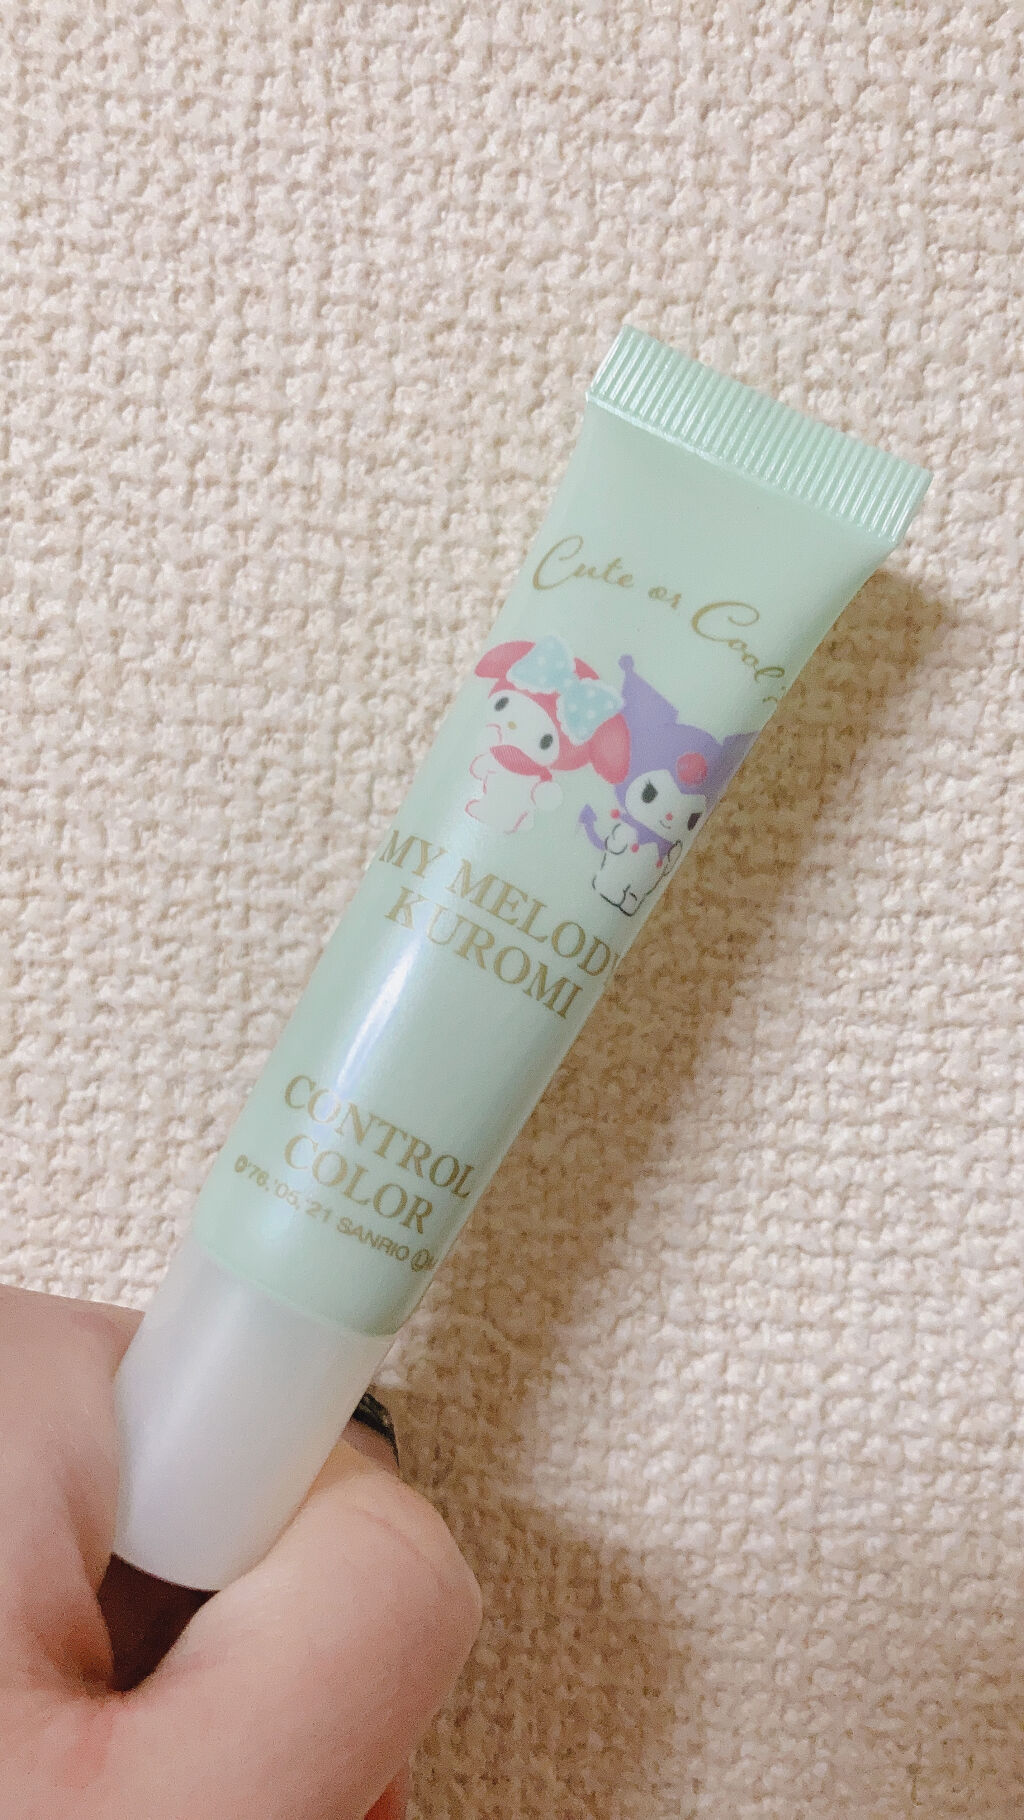 Cute or Cool?
MY MELODY
KUROMI
CONTROL
COLOR
©'76,'05,'21 SANRIO